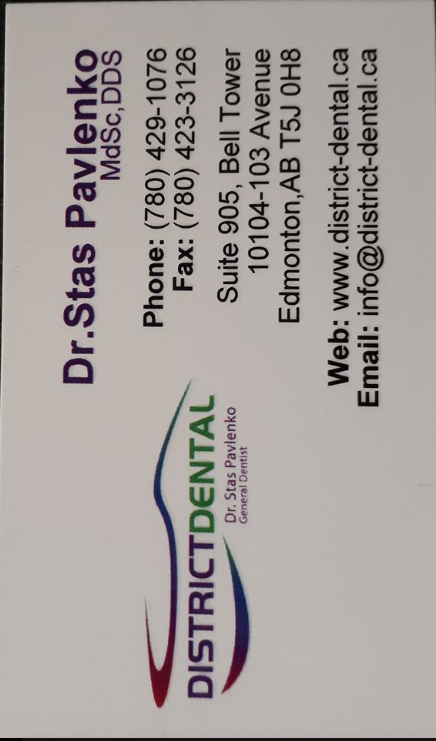 Dr.Stas Pavlenko
MdSc,DDS
Phone: (780) 429-1076
Fax: (780) 423-3126
Suite 905, Bell Tower
10104-103 Avenue
Edmonton,AB T5J 0H8
Web: www.district-dental.ca
Email: info@district-dental.ca
DISTRICTDENTAL
Dr. Stas Pavlenko
General Dentist